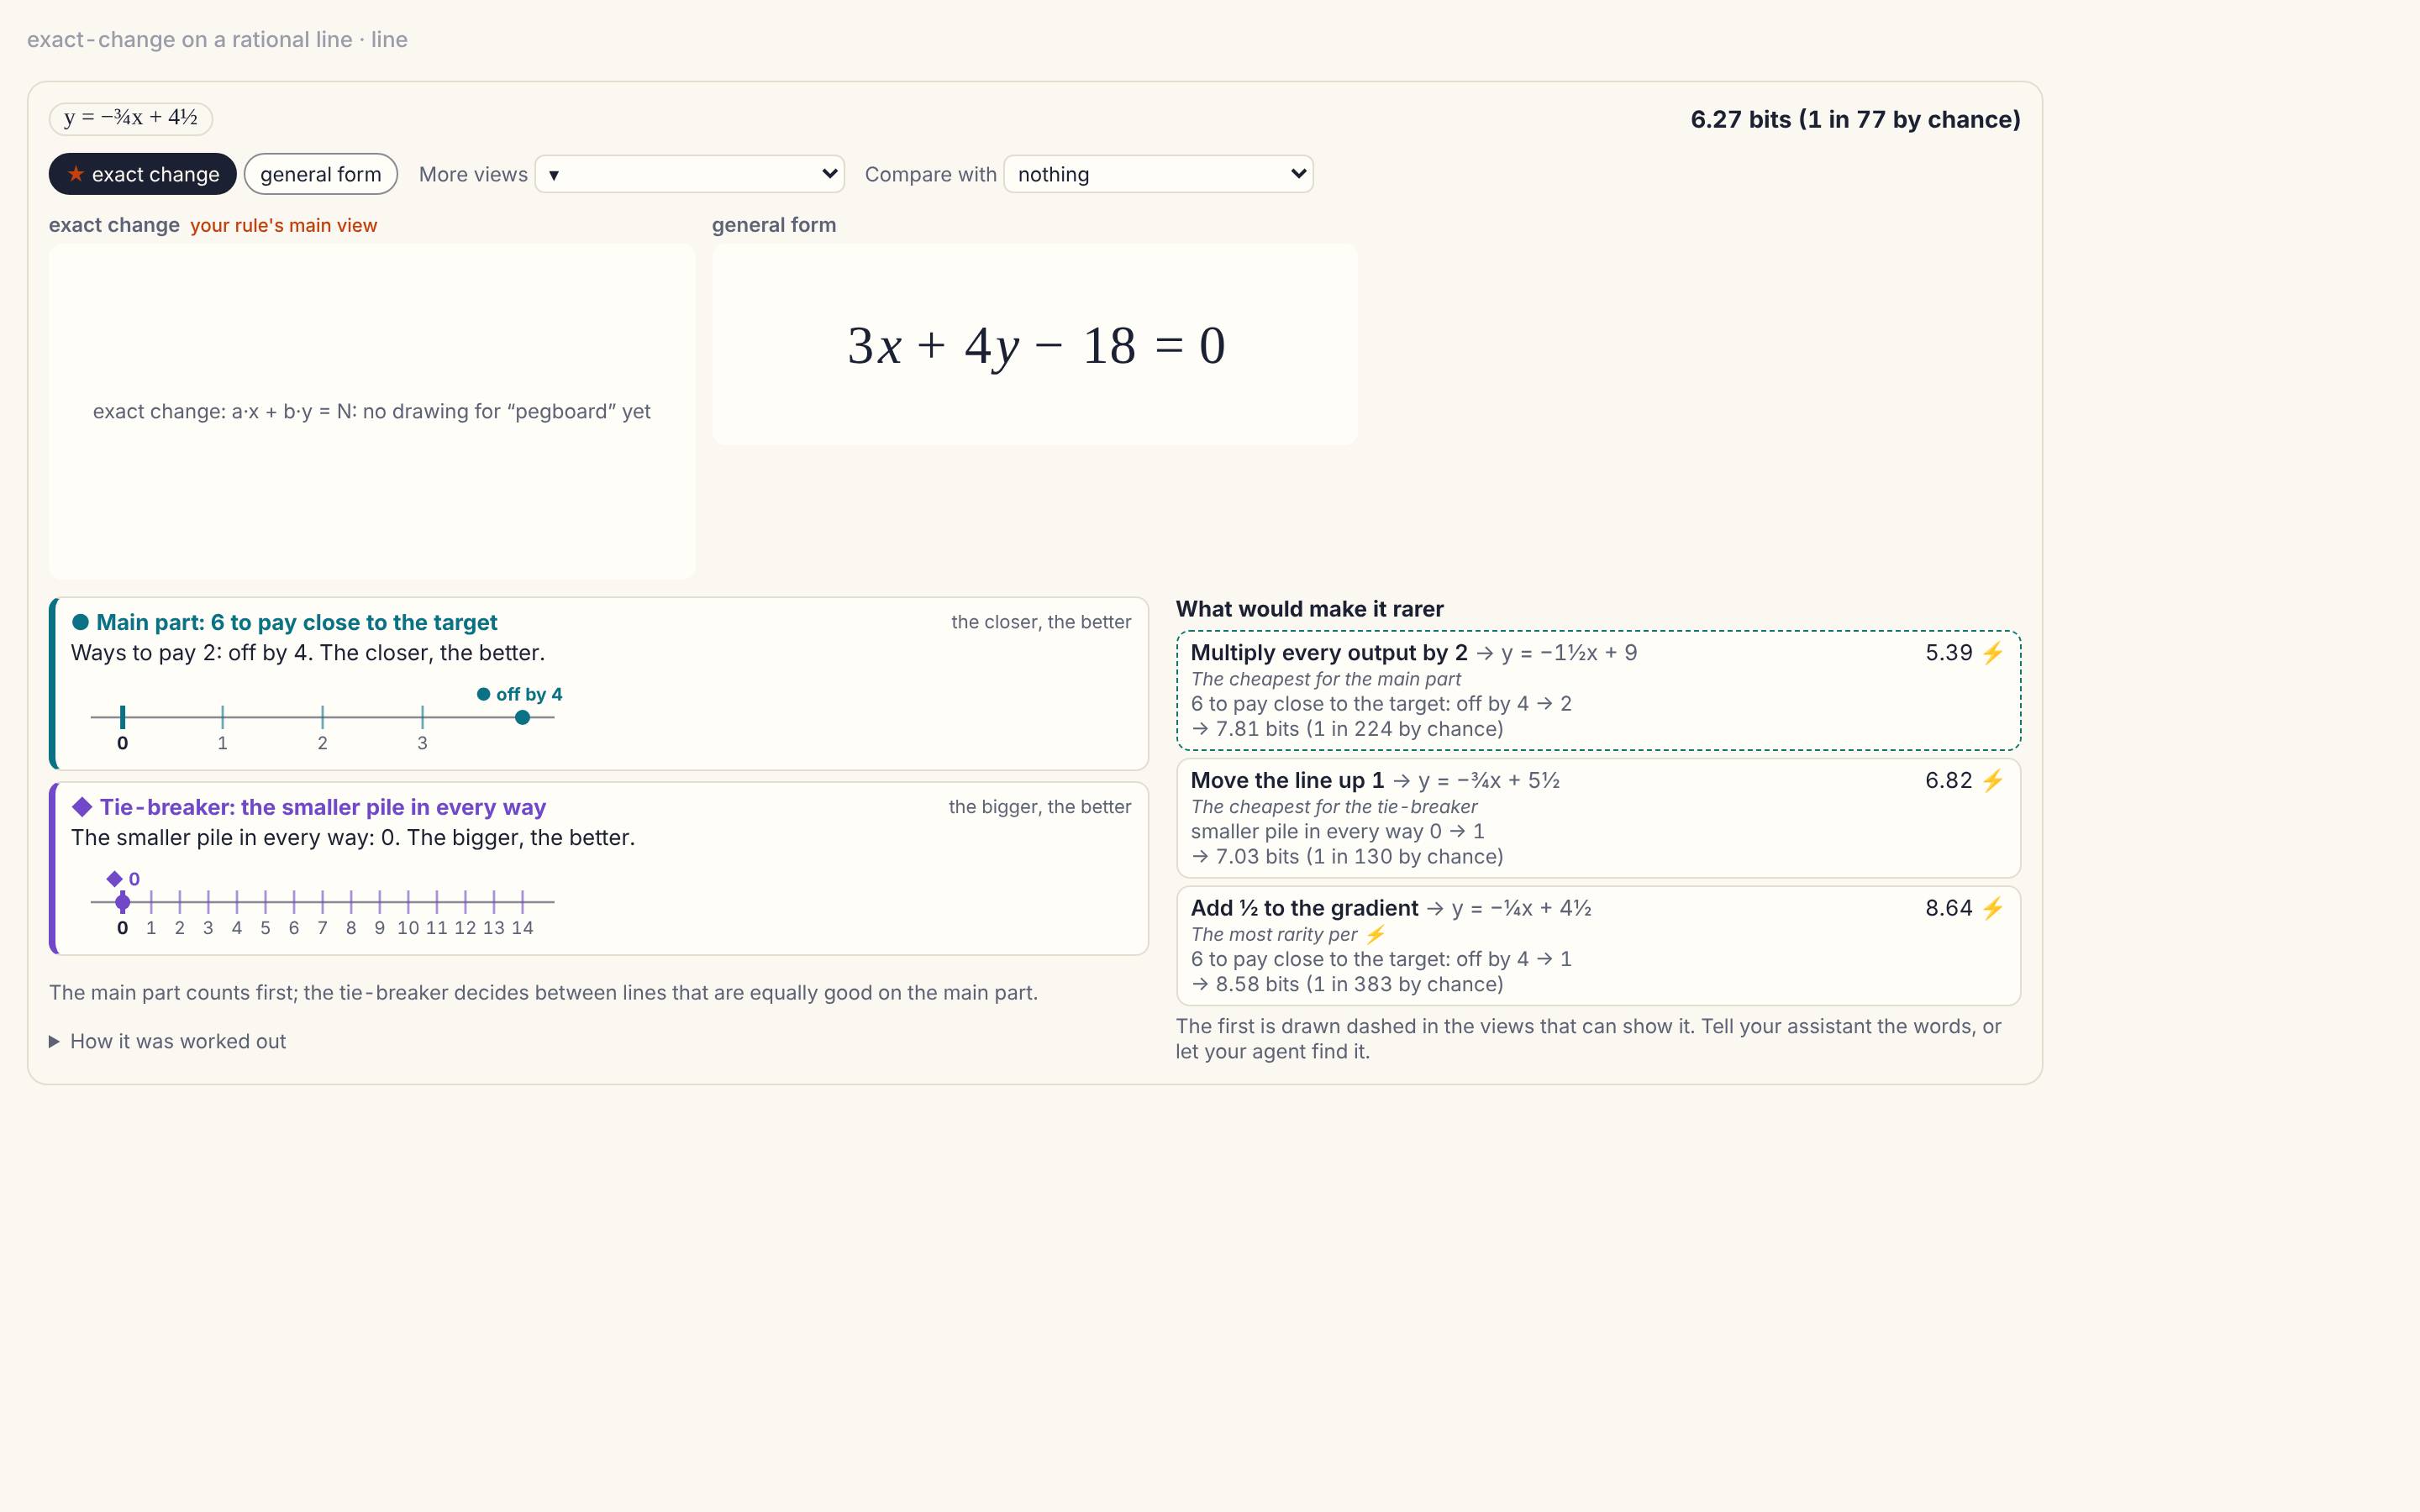 exact-change on a rational line · line
y = −¾x + 4½
6.27 bits (1 in 77 by chance)
★ exact change
general form
More views ▾
Compare with nothing
exact change your rule's main view
general form
exact change: a·x + b·y = N: no drawing for “pegboard” yet
3x + 4y − 18 = 0
● Main part: 6 to pay close to the target
the closer, the better
Ways to pay 2: off by 4. The closer, the better.
● off by 4
0 1 2 3
◆ Tie-breaker: the smaller pile in every way
the bigger, the better
The smaller pile in every way: 0. The bigger, the better.
◆ 0
0 1 2 3 4 5 6 7 8 9 10 11 12 13 14
The main part counts first; the tie-breaker decides between lines that are equally good on the main part.
▶ How it was worked out
What would make it rarer
Multiply every output by 2 → y = −1½x + 9
5.39 ⚡
The cheapest for the main part
6 to pay close to the target: off by 4 → 2
→ 7.81 bits (1 in 224 by chance)
Move the line up 1 → y = −¾x + 5½
6.82 ⚡
The cheapest for the tie-breaker
smaller pile in every way 0 → 1
→ 7.03 bits (1 in 130 by chance)
Add ½ to the gradient → y = −¼x + 4½
8.64 ⚡
The most rarity per ⚡
6 to pay close to the target: off by 4 → 1
→ 8.58 bits (1 in 383 by chance)
The first is drawn dashed in the views that can show it. Tell your assistant the words, or
let your agent find it.